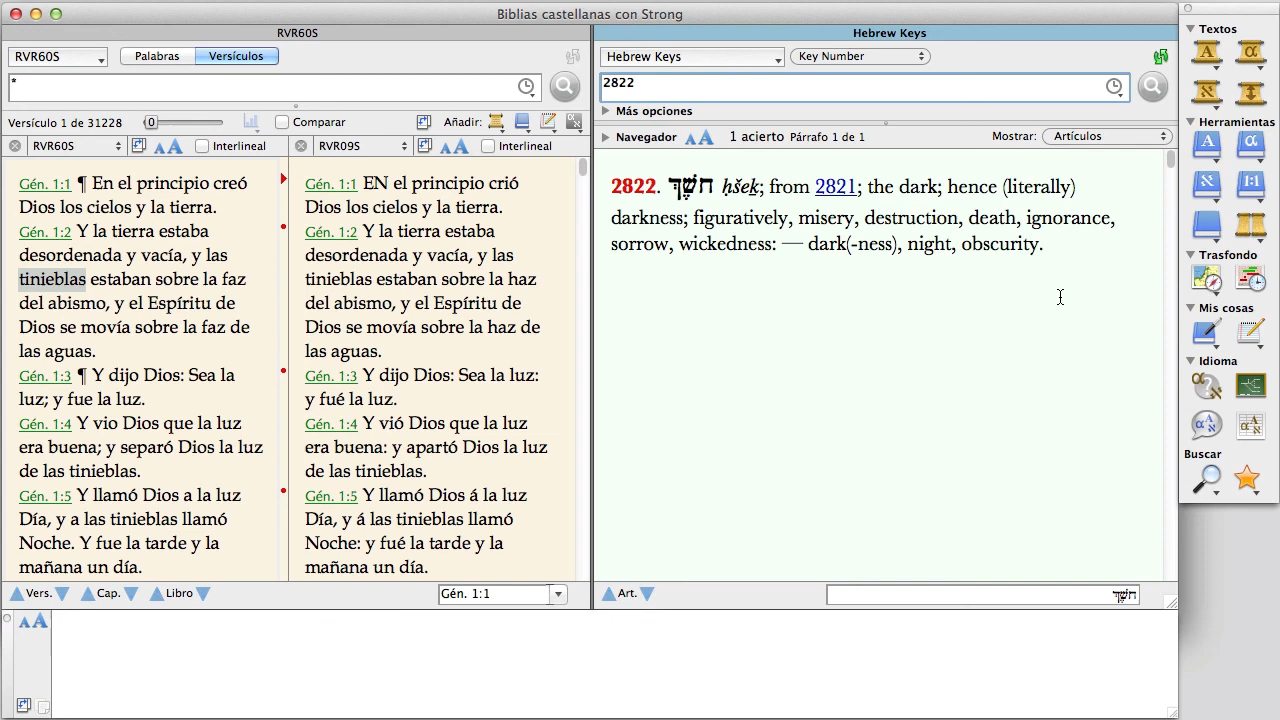 Biblias castellanas con Strong
RVR60S
Hebrew Keys
Textos
RVR60S Palabras Versículos
Hebrew Keys Key Number
*
2822
Más opciones
Versículo 1 de 31228 0 Comparar Añadir:
Navegador AA 1 acierto Párrafo 1 de 1 Mostrar: Artículos
RVR60S AA Interlineal
RVR09S AA Interlineal
Gén. 1:1 ¶ En el principio creó
Dios los cielos y la tierra.
Gén. 1:2 Y la tierra estaba
desordenada y vacía, y las
tinieblas estaban sobre la faz
del abismo, y el Espíritu de
Dios se movía sobre la faz de
las aguas.
Gén. 1:3 ¶ Y dijo Dios: Sea la
luz; y fue la luz.
Gén. 1:4 Y vio Dios que la luz
era buena; y separó Dios la luz
de las tinieblas.
Gén. 1:5 Y llamó Dios a la luz
Día, y a las tinieblas llamó
Noche. Y fue la tarde y la
mañana un día.
Gén. 1:1 EN el principio crió
Dios los cielos y la tierra.
Gén. 1:2 Y la tierra estaba
desordenada y vacía, y las
tinieblas estaban sobre la haz
del abismo, y el Espíritu de
Dios se movía sobre la haz de
las aguas.
Gén. 1:3 Y dijo Dios: Sea la luz:
y fué la luz.
Gén. 1:4 Y vió Dios que la luz
era buena: y apartó Dios la luz
de las tinieblas.
Gén. 1:5 Y llamó Dios á la luz
Día, y á las tinieblas llamó
Noche: y fué la tarde y la
mañana un día.
2822. חשֶׁךְ ḥšeḵ; from 2821; the dark; hence (literally)
darkness; figuratively, misery, destruction, death, ignorance,
sorrow, wickedness: — dark(-ness), night, obscurity.
Vers. Cap. Libro Gén. 1:1
Art. חשֶׁךְ
AA
Herramientas
Trasfondo
Mis cosas
Idioma
Buscar